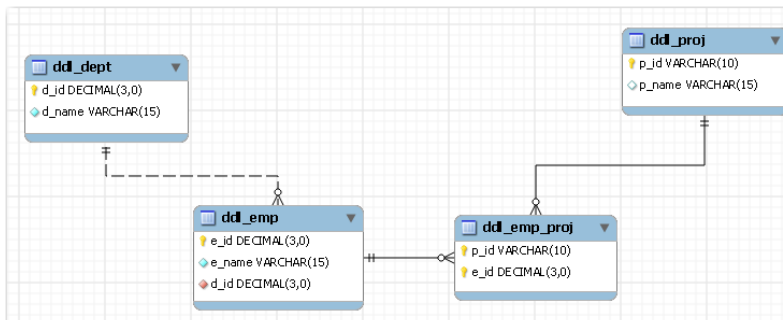 ddl_proj
p_id VARCHAR(10)
p_name VARCHAR(15)
ddl_dept
d_id DECIMAL(3,0)
d_name VARCHAR(15)
ddl_emp
e_id DECIMAL(3,0)
e_name VARCHAR(15)
d_id DECIMAL(3,0)
ddl_emp_proj
p_id VARCHAR(10)
e_id DECIMAL(3,0)